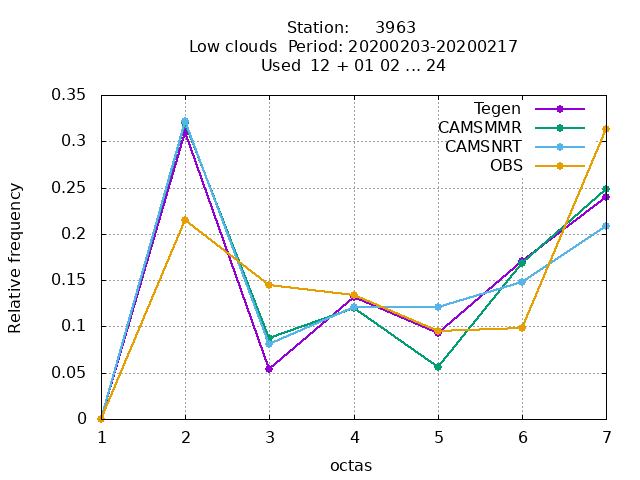 Station: 3963
Low clouds Period: 20200203-20200217
Used 12 + 01 02 ... 24
Relative frequency
0.35
0.3
0.25
0.2
0.15
0.1
0.05
0
1 2 3 4 5 6 7
octas
Tegen
CAMSMMR
CAMSNRT
OBS